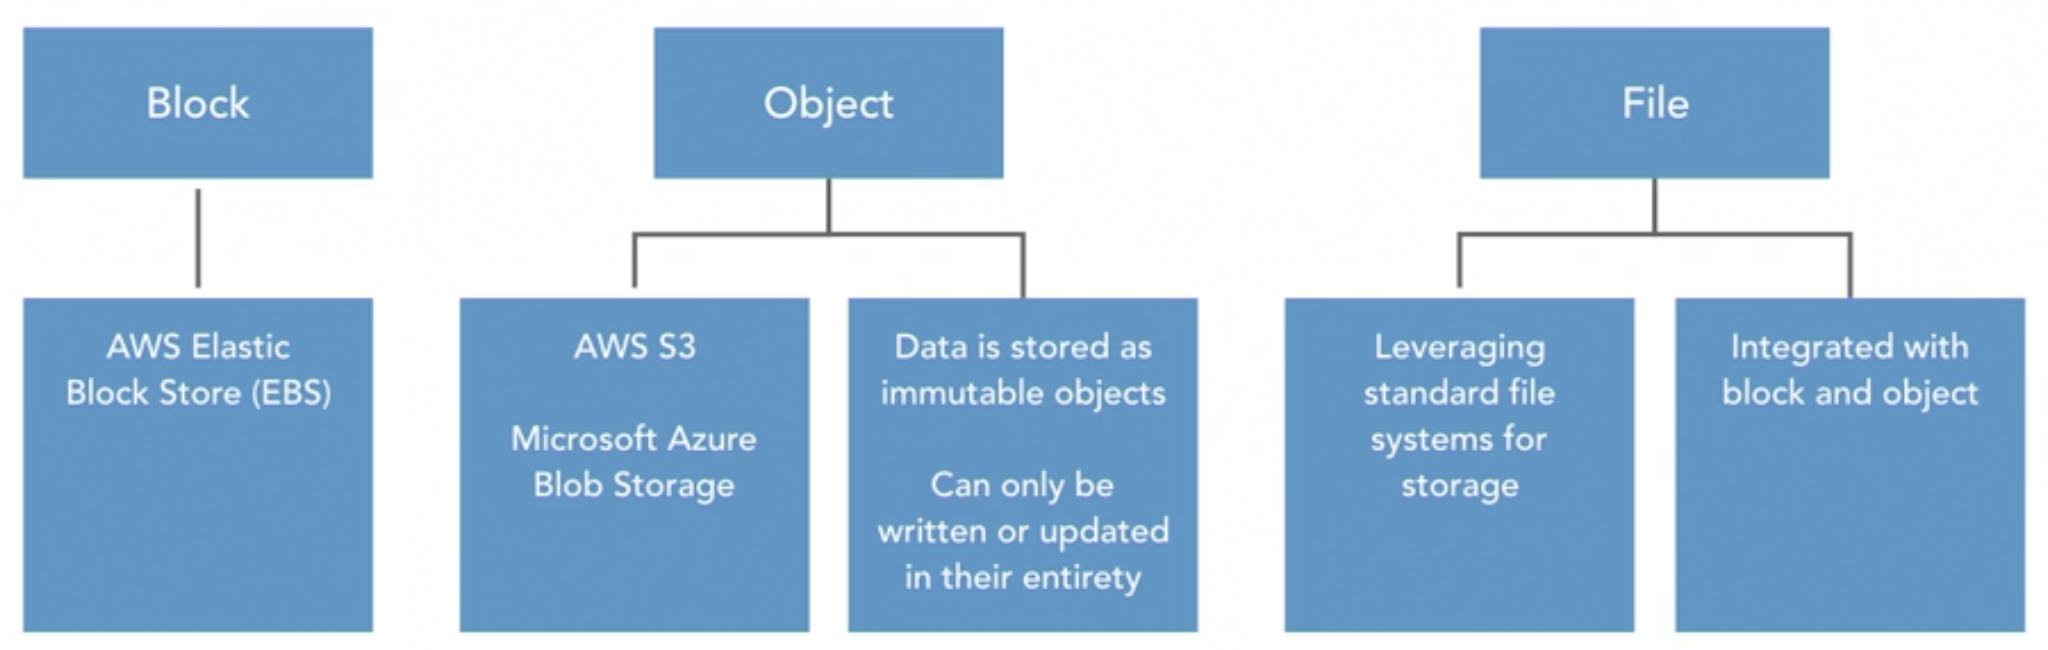 Block
AWS Elastic
Block Store (EBS)
Object
AWS S3
Microsoft Azure
Blob Storage
Data is stored as
immutable objects
Can only be
written or updated
in their entirety
File
Leveraging
standard file
systems for
storage
Integrated with
block and object